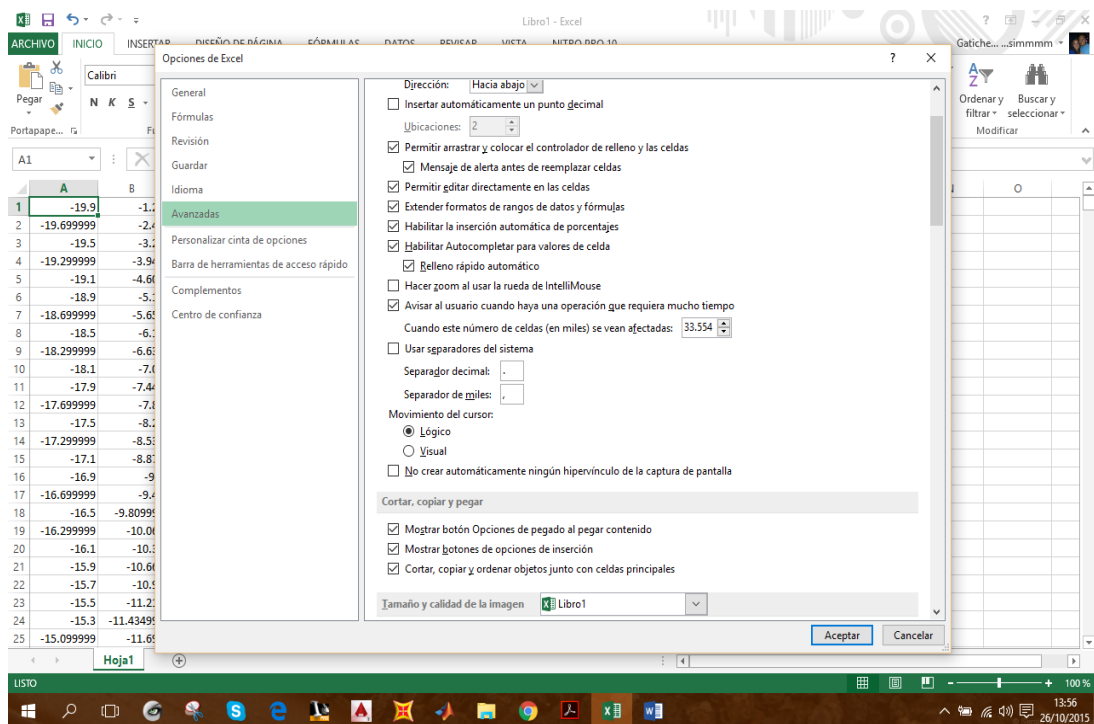 Libro1 - Excel
ARCHIVO INICIO INSERTAR DISEÑO DE PÁGINA FÓRMULAS DATOS REVISAR VISTA NITRO PRO 10
Gatiche... ...simmmm
Calibri
Pegar
N K S
Portapape...
Ordenar y filtrar
Buscar y seleccionar
Modificar
A1
Opciones de Excel
General
Fórmulas
Revisión
Guardar
Idioma
Avanzadas
Personalizar cinta de opciones
Barra de herramientas de acceso rápido
Complementos
Centro de confianza
Dirección: Hacia abajo
Insertar automáticamente un punto decimal
Ubicaciones: 2
Permitir arrastrar y colocar el controlador de relleno y las celdas
Mensaje de alerta antes de reemplazar celdas
Permitir editar directamente en las celdas
Extender formatos de rangos de datos y fórmulas
Habilitar la inserción automática de porcentajes
Habilitar Autocompletar para valores de celda
Relleno rápido automático
Hacer zoom al usar la rueda de IntelliMouse
Avisar al usuario cuando haya una operación que requiera mucho tiempo
Cuando este número de celdas (en miles) se vean afectadas: 33.554
Usar separadores del sistema
Separador decimal: .
Separador de miles: ,
Movimiento del cursor:
Lógico
Visual
No crear automáticamente ningún hipervínculo de la captura de pantalla
Cortar, copiar y pegar
Mostrar botón Opciones de pegado al pegar contenido
Mostrar botones de opciones de inserción
Cortar, copiar y ordenar objetos junto con celdas principales
Tamaño y calidad de la imagen Libro1
Aceptar Cancelar
A B O
1 -19.9
2 -19.699999
3 -19.5
4 -19.299999
5 -19.1
6 -18.9
7 -18.699999
8 -18.5
9 -18.299999
10 -18.1
11 -17.9
12 -17.699999
13 -17.5
14 -17.299999
15 -17.1
16 -16.9
17 -16.699999
18 -16.5
19 -16.299999
20 -16.1
21 -15.9
22 -15.7
23 -15.5
24 -15.3
25 -15.099999
Hoja1
LISTO
100 %
13:56
26/10/2015